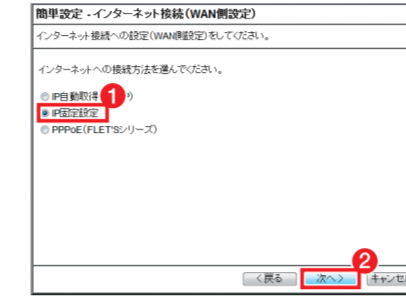 簡単設定 - インターネット接続(WAN側設定)
インターネット接続への設定(WAN側設定)をしてください。
インターネットへの接続方法を選んでください。
IP自動取得
1
IP固定設定
PPPoE(FLET'Sシリーズ)
2
<戻る
次へ>
キャンセ